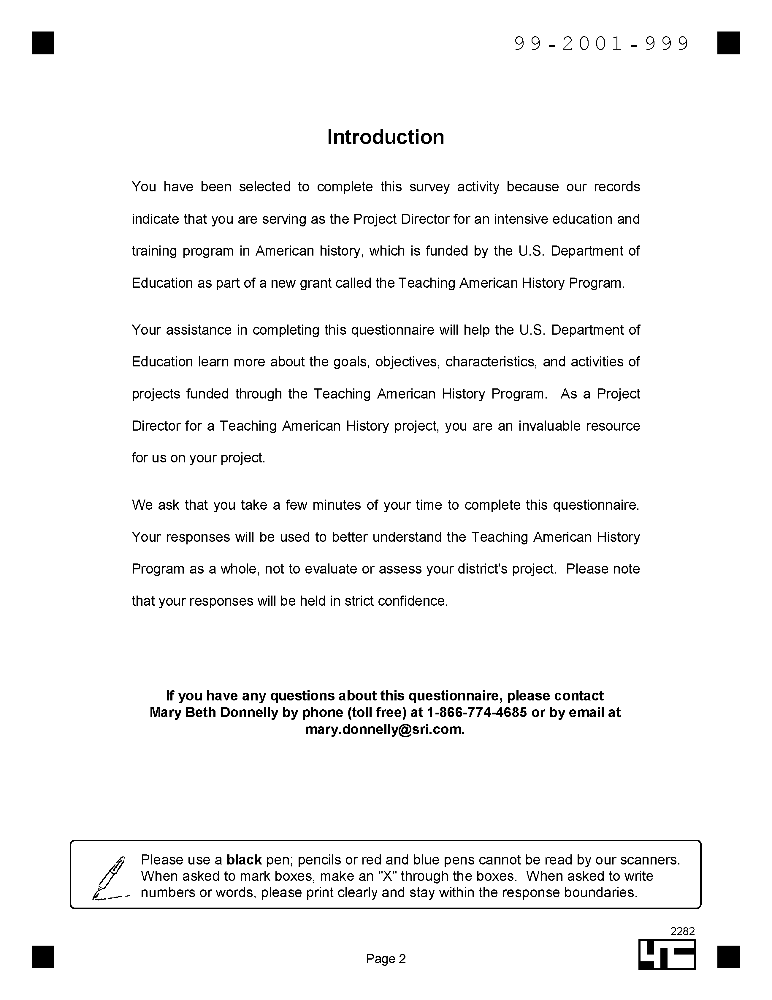 99-2001-999
Introduction
You have been selected to complete this survey activity because our records
indicate that you are serving as the Project Director for an intensive education and
training program in American history, which is funded by the U.S. Department of
Education as part of a new grant called the Teaching American History Program.
Your assistance in completing this questionnaire will help the U.S. Department of
Education learn more about the goals, objectives, characteristics, and activities of
projects funded through the Teaching American History Program.  As a Project
Director for a Teaching American History project, you are an invaluable resource
for us on your project.
We ask that you take a few minutes of your time to complete this questionnaire.
Your responses will be used to better understand the Teaching American History
Program as a whole, not to evaluate or assess your district's project.  Please note
that your responses will be held in strict confidence.
If you have any questions about this questionnaire, please contact
Mary Beth Donnelly by phone (toll free) at 1-866-774-4685 or by email at
mary.donnelly@sri.com.
Please use a black pen; pencils or red and blue pens cannot be read by our scanners.
When asked to mark boxes, make an "X" through the boxes.  When asked to write
numbers or words, please print clearly and stay within the response boundaries.
2282
Page 2